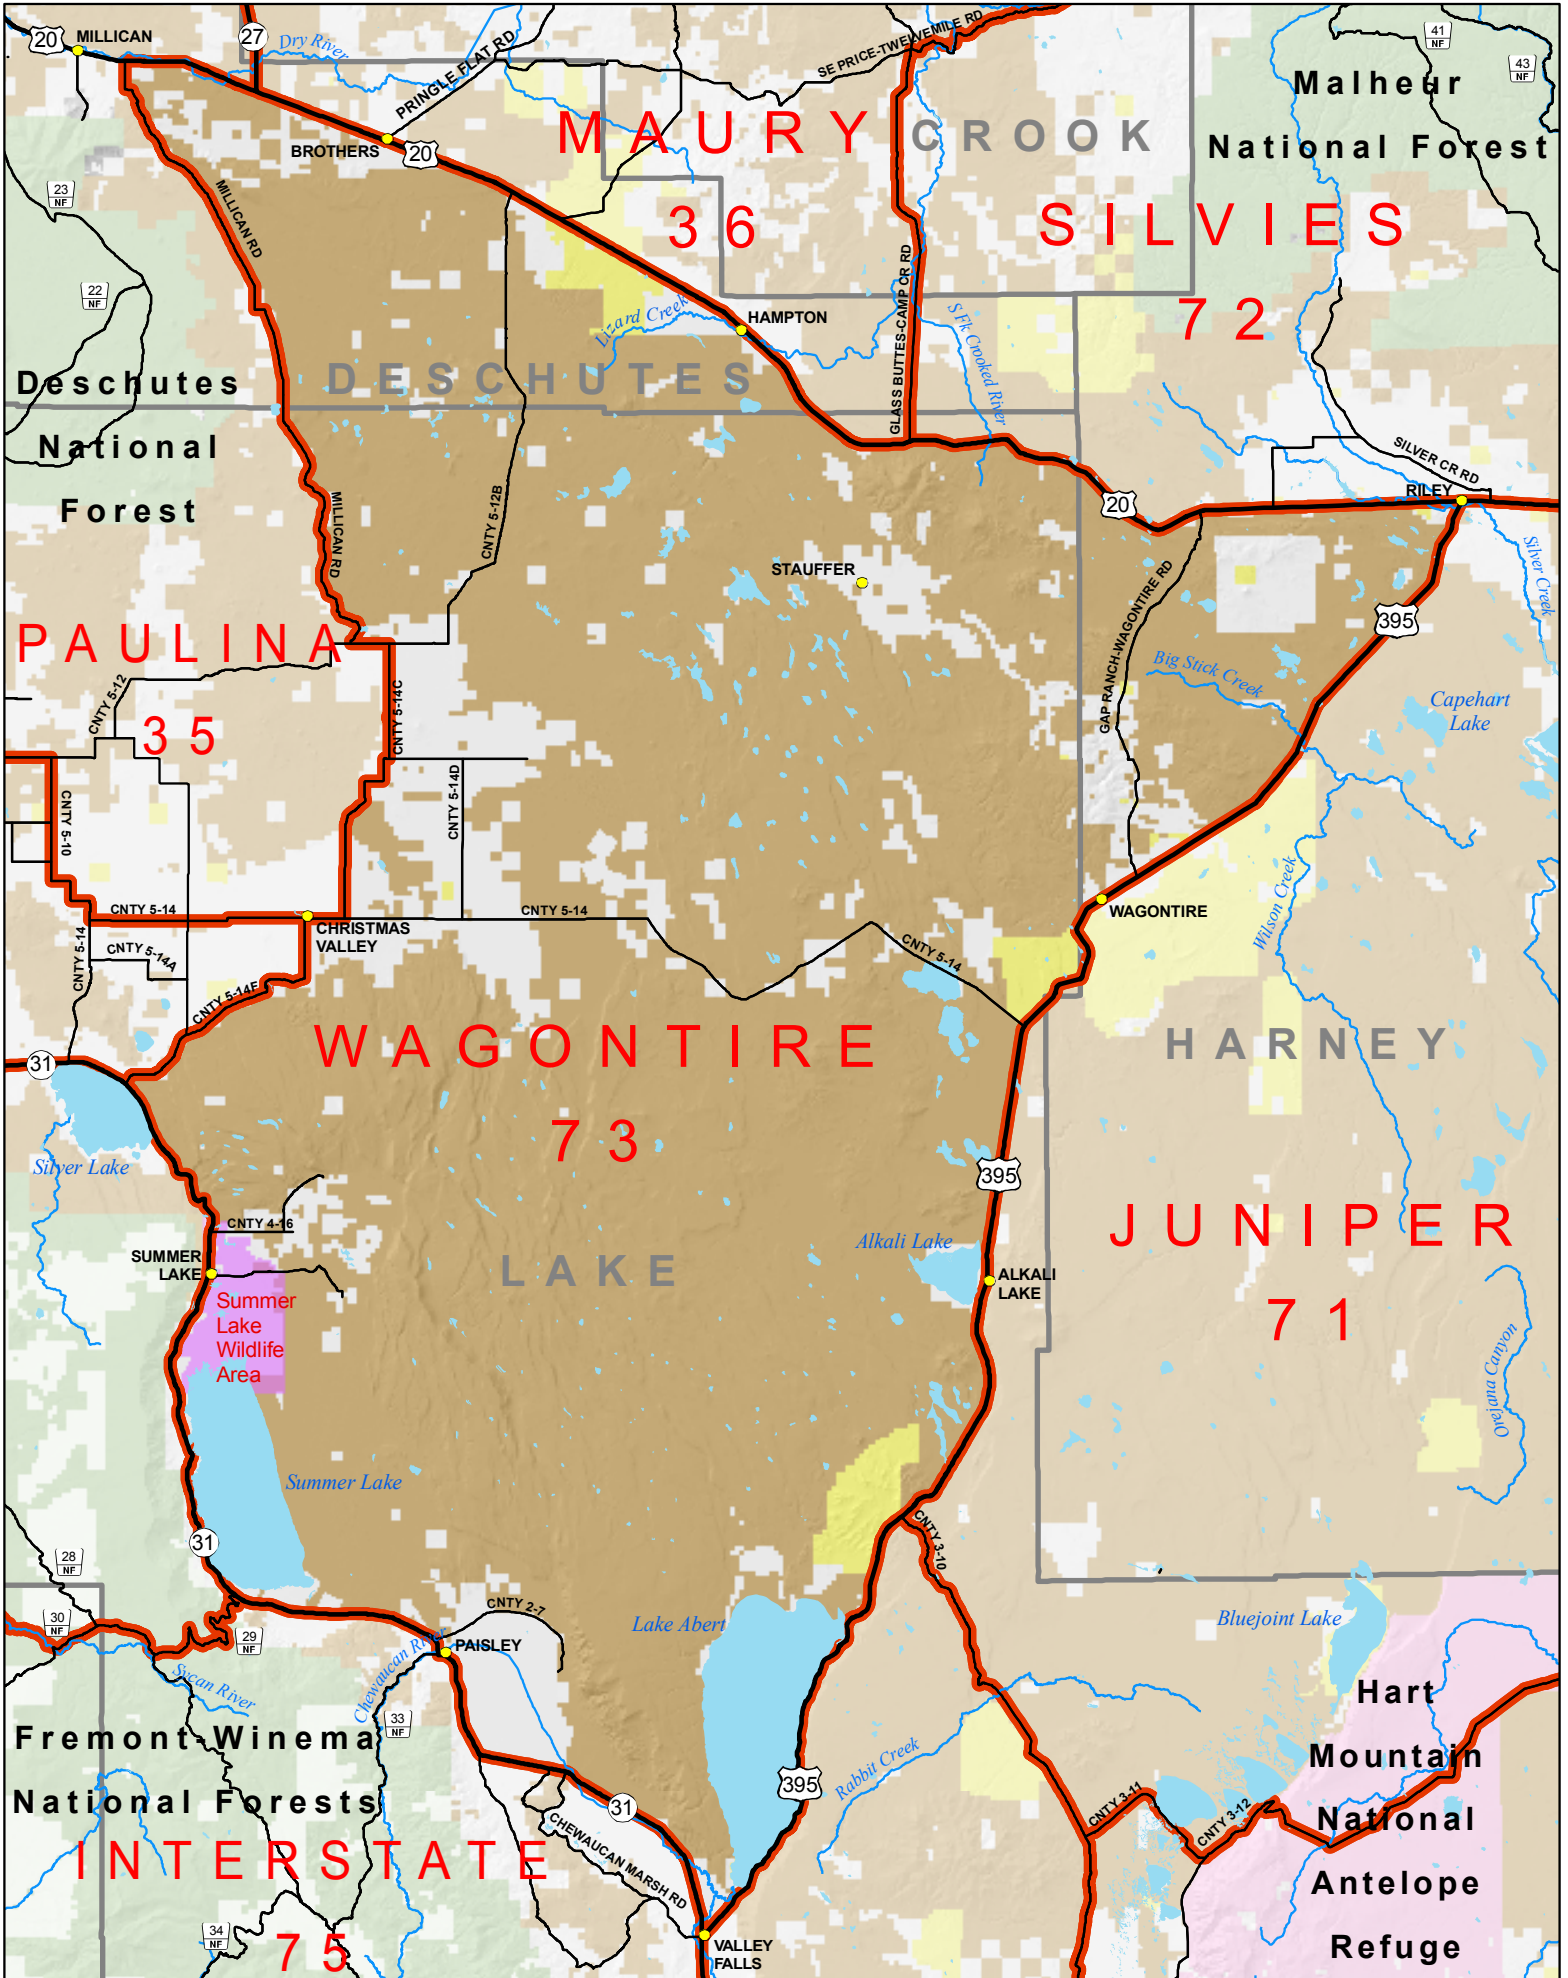 20
MILLICAN
27
Dry River
PRINGLE FLAT RD
SE PRICE-TWELVEMILE RD
41
NF
43
NF
Malheur
National Forest
BROTHERS
20
MAURY
36
CROOK
SILVIES
72
23
NF
MILLICAN RD
22
NF
Lizard Creek
HAMPTON
GLASS BUTTES-CAMP CR RD
S Fk Crooked River
Deschutes
National
Forest
DESCHUTES
SILVER CR RD
RILEY
20
MILLICAN RD
CNTY 5-12B
STAUFFER
GAP RANCH-WAGONTIRE RD
Silver Creek
395
PAULINA
35
CNTY 5-12
CNTY 5-14C
Big Stick Creek
Capehart
Lake
CNTY 5-10
CNTY 5-14D
CNTY 5-14
CNTY 5-14
CHRISTMAS
VALLEY
CNTY 5-14
CNTY 5-14A
CNTY 5-14
CNTY 5-14F
WAGONTIRE
Wilson Creek
31
WAGONTIRE
73
HARNEY
Silver Lake
395
JUNIPER
71
CNTY 4-16
SUMMER
LAKE
Summer
Lake
Wildlife
Area
LAKE
Alkali Lake
ALKALI
LAKE
Orejana Canyon
Summer Lake
31
28
NF
CNTY 3-10
30
NF
29
NF
CNTY 2-7
Lake Abert
Bluejoint Lake
PAISLEY
Chewaucan River
Sycan River
33
NF
Fremont-Winema
National Forests
Hart
Mountain
National
Antelope
Refuge
Rabbit Creek
395
31
CNTY 3-11
CNTY 3-12
CHEWAUCAN MARSH RD
INTERSTATE
75
34
NF
VALLEY
FALLS